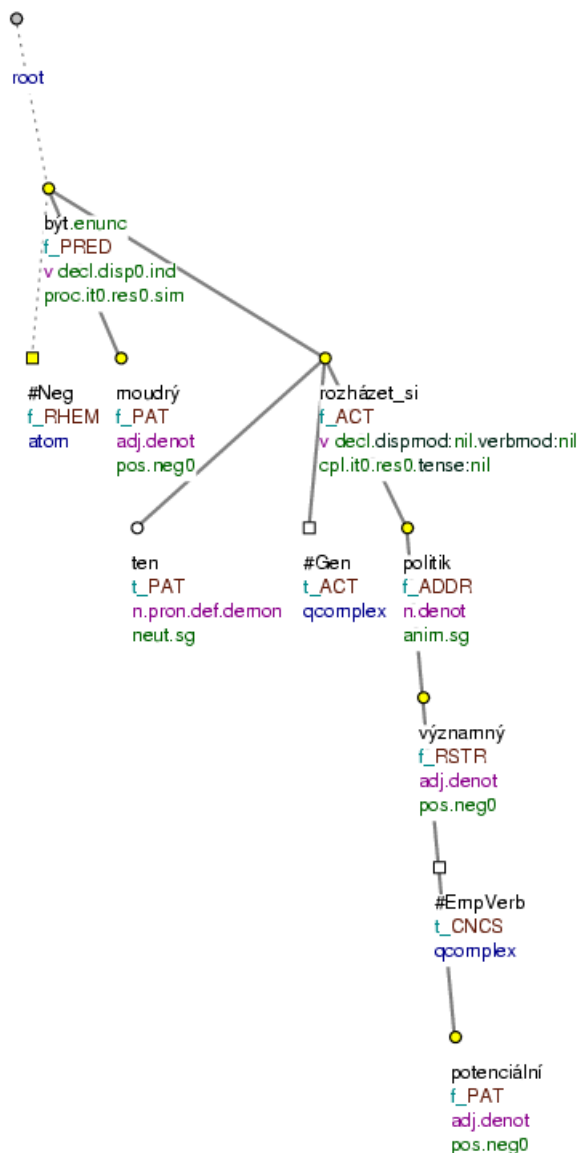 root
být.enunc
f_PRED
v decl.disp0.ind
proc.it0.res0.sim
#Neg
f_RHEM
atom
moudrý
f_PAT
adj.denot
pos.neg0
rozházet_si
f_ACT
v decl.dispmod:nil.verbmod:nil
cpl.it0.res0.tense:nil
ten
t_PAT
n.pron.def.demon
neut.sg
#Gen
t_ACT
qcomplex
politik
f_ADDR
n.denot
anim.sg
významný
f_RSTR
adj.denot
pos.neg0
#EmpVerb
t_CNCS
qcomplex
potenciální
f_PAT
adj.denot
pos.neg0